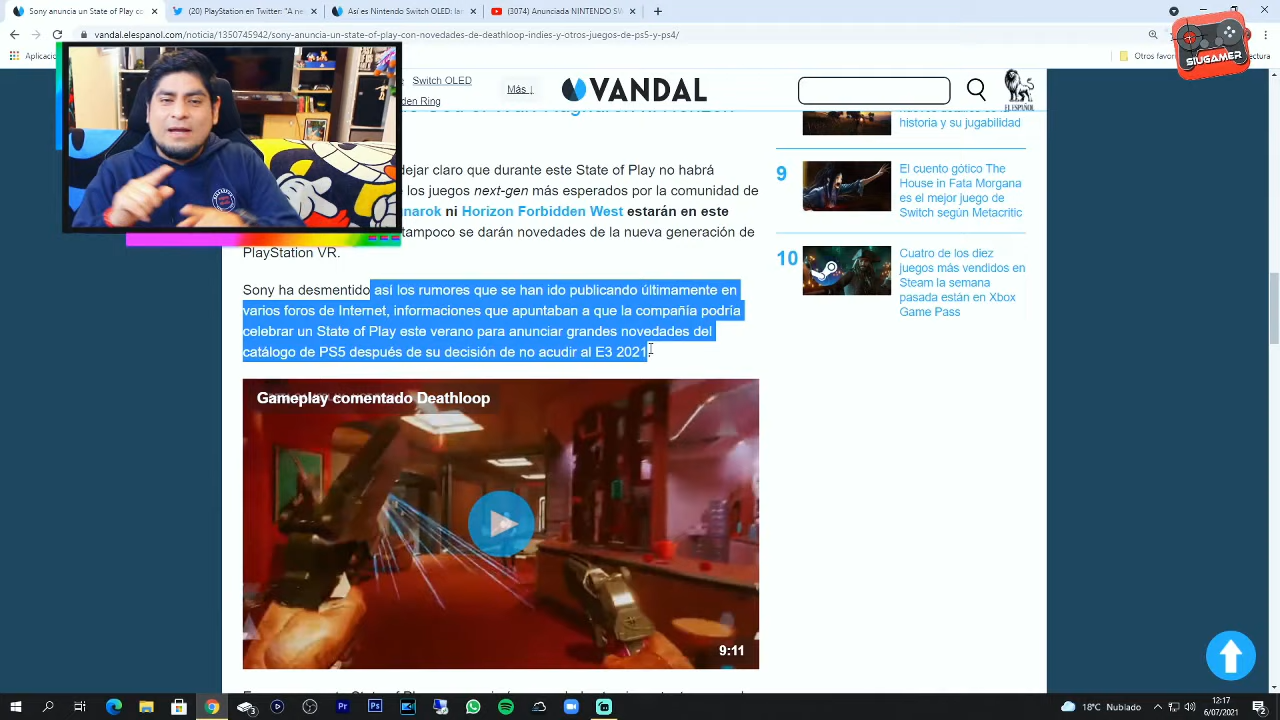 Sony anuncia un State of Play co
(20) PlayStation en Twitter: "A ne
Así es Nintendo Switch OLED: la
(3074) Anunciada NINTENDO SW
vandal.elespanol.com/noticia/1350745942/sony-anuncia-un-state-of-play-con-novedades-de-deathloop-indies-y-otros-juegos-de-ps5-y-ps4/
Aplicacio
Otros favor
ectura
SIUGAMER
Switch OLED
Más |
den Ring
VANDAL
EL ESPAÑOL
dejar claro que durante este State of Play no habrá
los juegos next-gen más esperados por la comunidad de
narok ni Horizon Forbidden West estarán en este
tampoco se darán novedades de la nueva generación de
PlayStation VR.
Sony ha desmentido así los rumores que se han ido publicando últimamente en
varios foros de Internet, informaciones que apuntaban a que la compañía podría
celebrar un State of Play este verano para anunciar grandes novedades del
catálogo de PS5 después de su decisión de no acudir al E3 2021.
Gameplay comentado Deathloop
9:11
historia y su jugabilidad
9
El cuento gótico The
House in Fata Morgana
es el mejor juego de
Switch según Metacritic
10
Cuatro de los diez
juegos más vendidos en
Steam la semana
pasada están en Xbox
Game Pass
18°C Nublado
12:17
6/07/2021